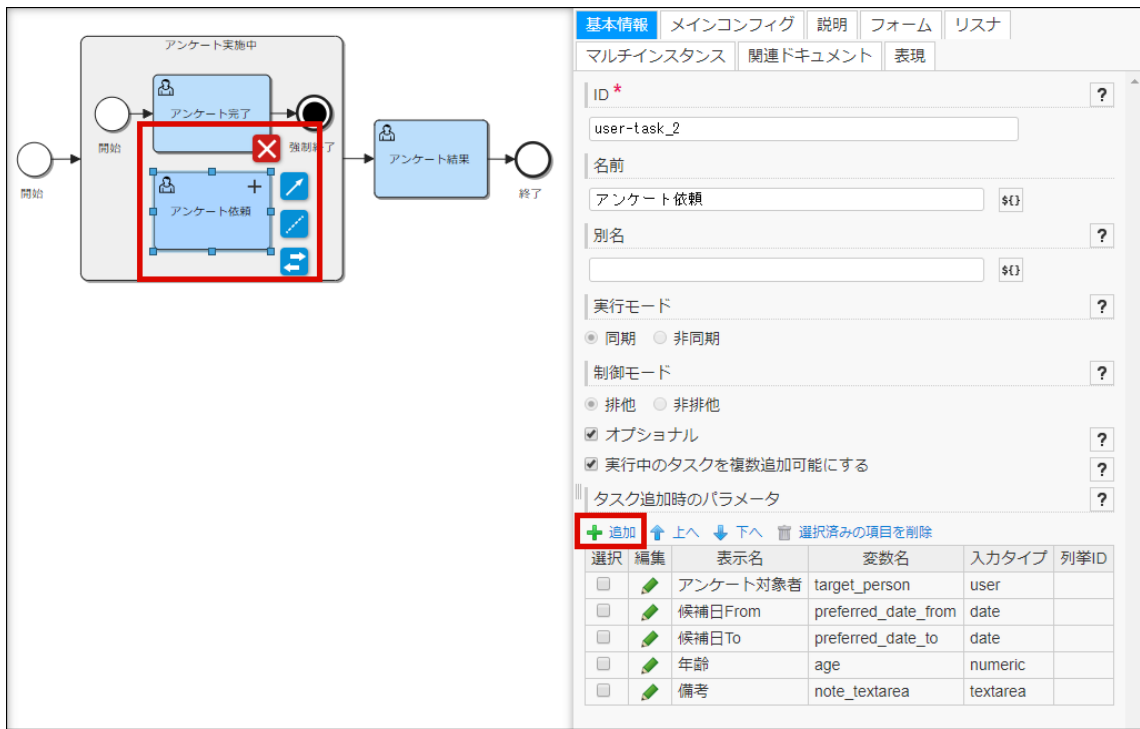 アンケート実施中
アンケート完了
開始
強制終了
アンケート依頼
開始
アンケート結果
終了
基本情報 メインコンフィグ 説明 フォーム リスナ
マルチインスタンス 関連ドキュメント 表現
ID * ?
user-task_2
名前
アンケート依頼 ${}
別名 ?
${}
実行モード ?
同期 非同期
制御モード ?
排他 非排他
オプショナル ?
実行中のタスクを複数追加可能にする ?
タスク追加時のパラメータ ?
追加 上へ 下へ 選択済みの項目を削除
選択 編集 表示名 変数名 入力タイプ 列挙ID
アンケート対象者 target_person user
候補日From preferred_date_from date
候補日To preferred_date_to date
年齢 age numeric
備考 note_textarea textarea